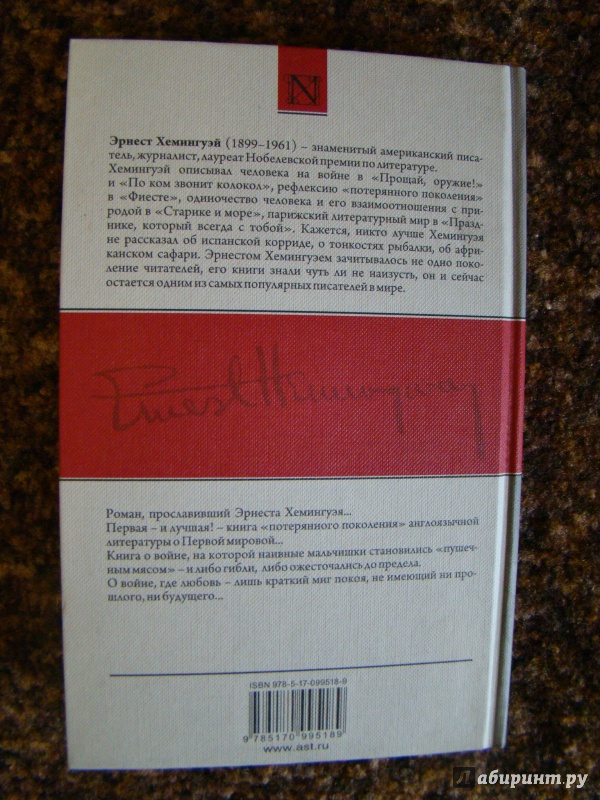 N
Эрнест Хемингуэй (1899–1961) – знаменитый американский писа-
тель, журналист, лауреат Нобелевской премии по литературе.
Хемингуэй описывал человека на войне в «Прощай, оружие!»
и «По ком звонит колокол», рефлексию «потерянного поколения»
в «Фиесте», одиночество человека и его взаимоотношения с при-
родой в «Старике и море», парижский литературный мир в «Празд-
нике, который всегда с тобой». Кажется, никто лучше Хемингуэя
не рассказал об испанской корриде, о тонкостях рыбалки, об афри-
канском сафари. Эрнестом Хемингуэем зачитывалось не одно поко-
ление читателей, его книги знали чуть ли не наизусть, он и сейчас
остается одним из самых популярных писателей в мире.
Ernest Hemingway
Роман, прославивший Эрнеста Хемингуэя...
Первая – и лучшая! – книга «потерянного поколения» англоязычной
литературы о Первой мировой...
Книга о войне, на которой наивные мальчишки становились «пушеч-
ным мясом» – и либо гибли, либо ожесточались до предела.
О войне, где любовь – лишь краткий миг покоя, не имеющий ни про-
шлого, ни будущего...
ISBN 978-5-17-099518-9
9 785170 995189
www.ast.ru
лабиринт.ру